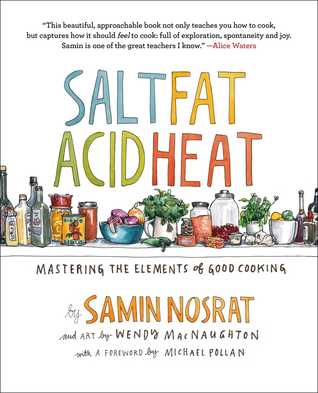 “This beautiful, approachable book not only teaches you how to cook,
but captures how it should feel to cook: full of exploration, spontaneity and joy.
Samin is one of the great teachers I know.” —Alice Waters
SALT FAT
ACID HEAT
MASTERING THE ELEMENTS of GOOD COOKING
by SAMIN NOSRAT
and ART by WENDY MACNAUGHTON
with A FOREWORD by MICHAEL POLLAN